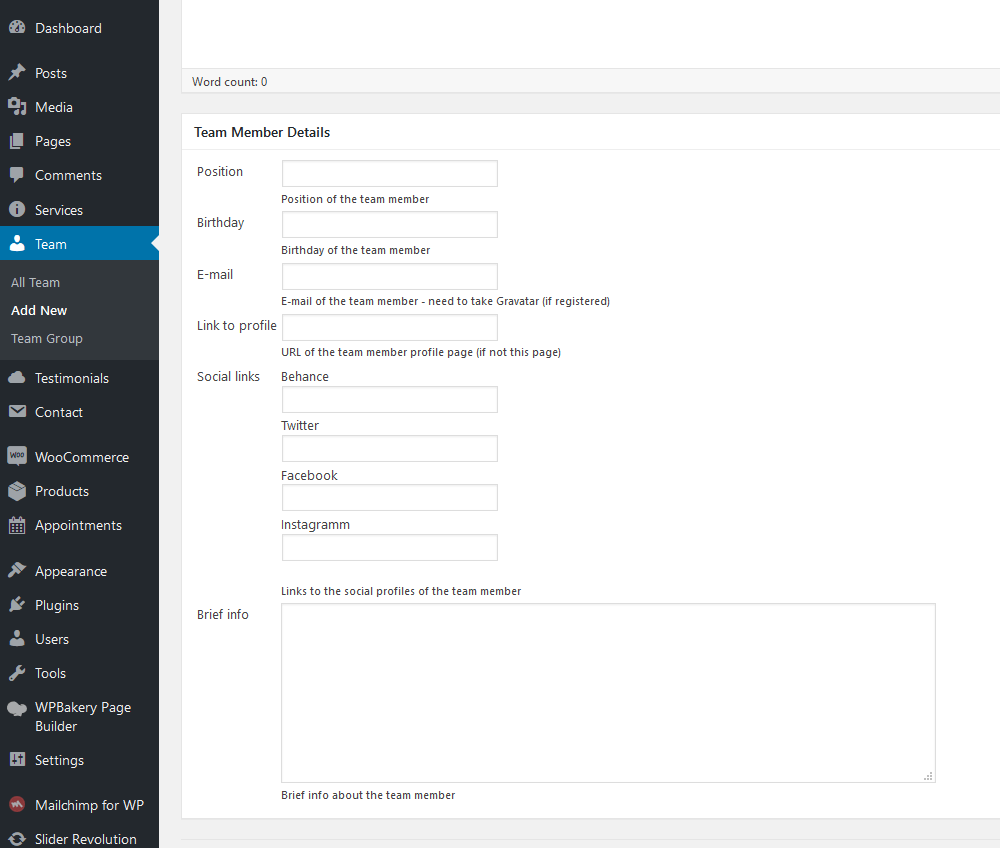 Dashboard
Posts
Media
Pages
Comments
Services
Team
All Team
Add New
Team Group
Testimonials
Contact
Woo
WooCommerce
Products
Appointments
Appearance
Plugins
Users
Tools
WPBakery Page
Builder
Settings
Mailchimp for WP
Slider Revolution
Word count: 0
Team Member Details
Position
Position of the team member
Birthday
Birthday of the team member
E-mail
E-mail of the team member - need to take Gravatar (if registered)
Link to profile
URL of the team member profile page (if not this page)
Social links
Behance
Twitter
Facebook
Instagramm
Links to the social profiles of the team member
Brief info
Brief info about the team member